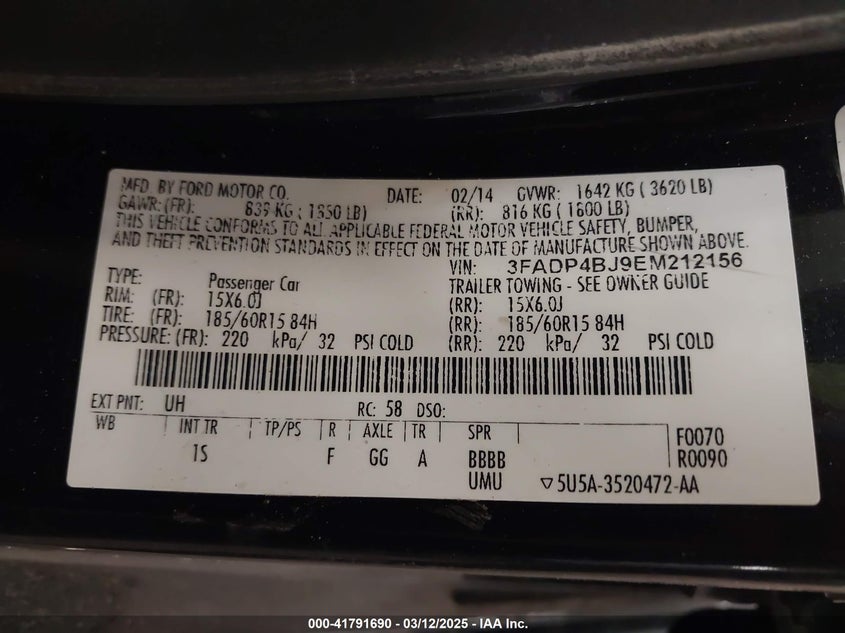 MFD. BY FORD MOTOR CO. DATE: 02/14 GVWR: 1642 KG ( 3620 LB)
GAWR: (FR): 839 KG ( 1850 LB) (RR): 816 KG ( 1800 LB)
THIS VEHICLE CONFORMS TO ALL APPLICABLE FEDERAL MOTOR VEHICLE SAFETY, BUMPER,
AND THEFT PREVENTION STANDARDS IN EFFECT ON THE DATE OF MANUFACTURE SHOWN ABOVE.
VIN: 3FADP4BJ9EM212156
TYPE: Passenger Car TRAILER TOWING - SEE OWNER GUIDE
RIM: (FR): 15X6.0J (RR): 15X6.0J
TIRE: (FR): 185/60R15 84H (RR): 185/60R15 84H
PRESSURE: (FR): 220 kPa/ 32 PSI COLD (RR): 220 kPa/ 32 PSI COLD
EXT PNT: UH RC: 58 DSO:
WB INT TR TP/PS R AXLE TR SPR F0070
1S F GG A BBBB R0090
UMU ▽5U5A-3520472-AA
000-41791690 — 03/12/2025 — IAA Inc.